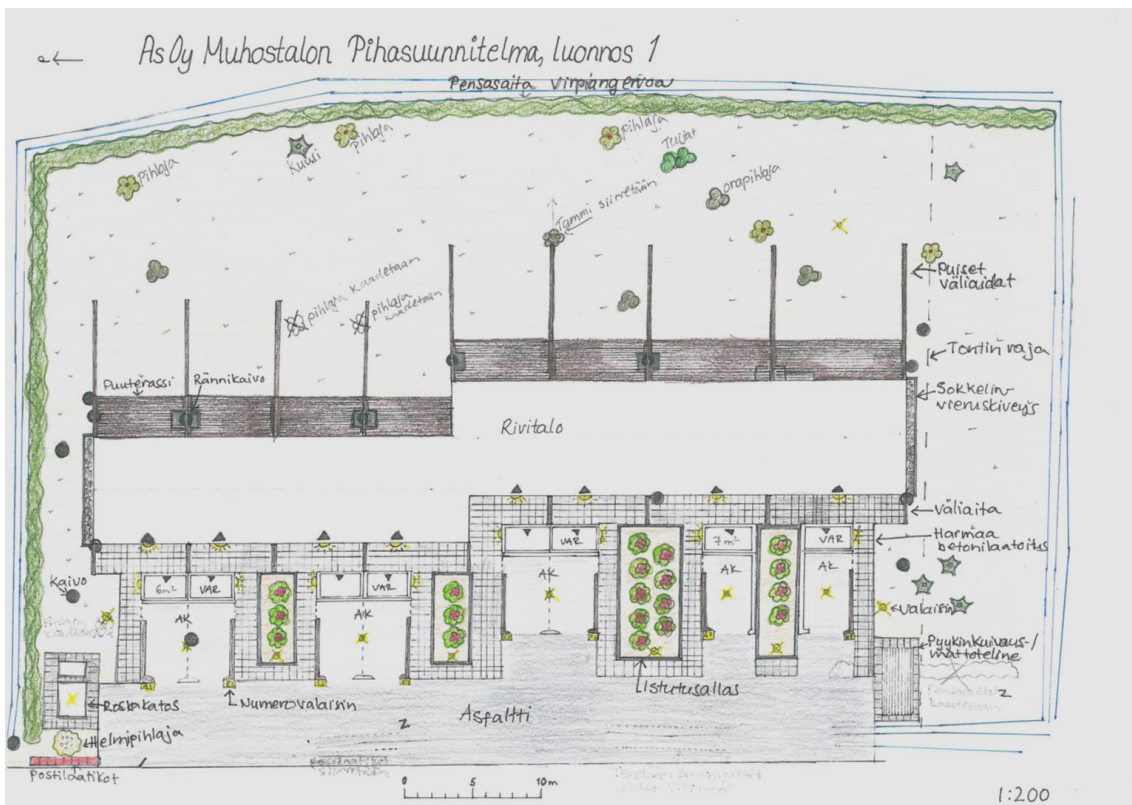 As Oy Muhostalon Pihasuunnitelma, luonnos 1
Pensasaita virpiangervoa
Pihlaja
Kuusi
Pihlaja
Pihlaja
Tuijat
Orapihlaja
Tammi siirretään
Pihlaja kaadetaan
Pihlaja kaadetaan
Puiset väliaidat
Tontin raja
Sokkelin-
vieruskiveys
Puuterassi
Rännikaivo
Rivitalo
Väliaita
Harmaa
betonilaatoitus
Kaivo
6m²
VAR
VAR
VAR
7m²
VAR
AK
AK
AK
AK
AK
Valaisin
Pyykinkuivaus-/
mattoteline
Roskakatos
Numerovalaisin
Istutusallas
Asfaltti
Helmipihlaja
Postilaatikot
0 5 10m
1:200